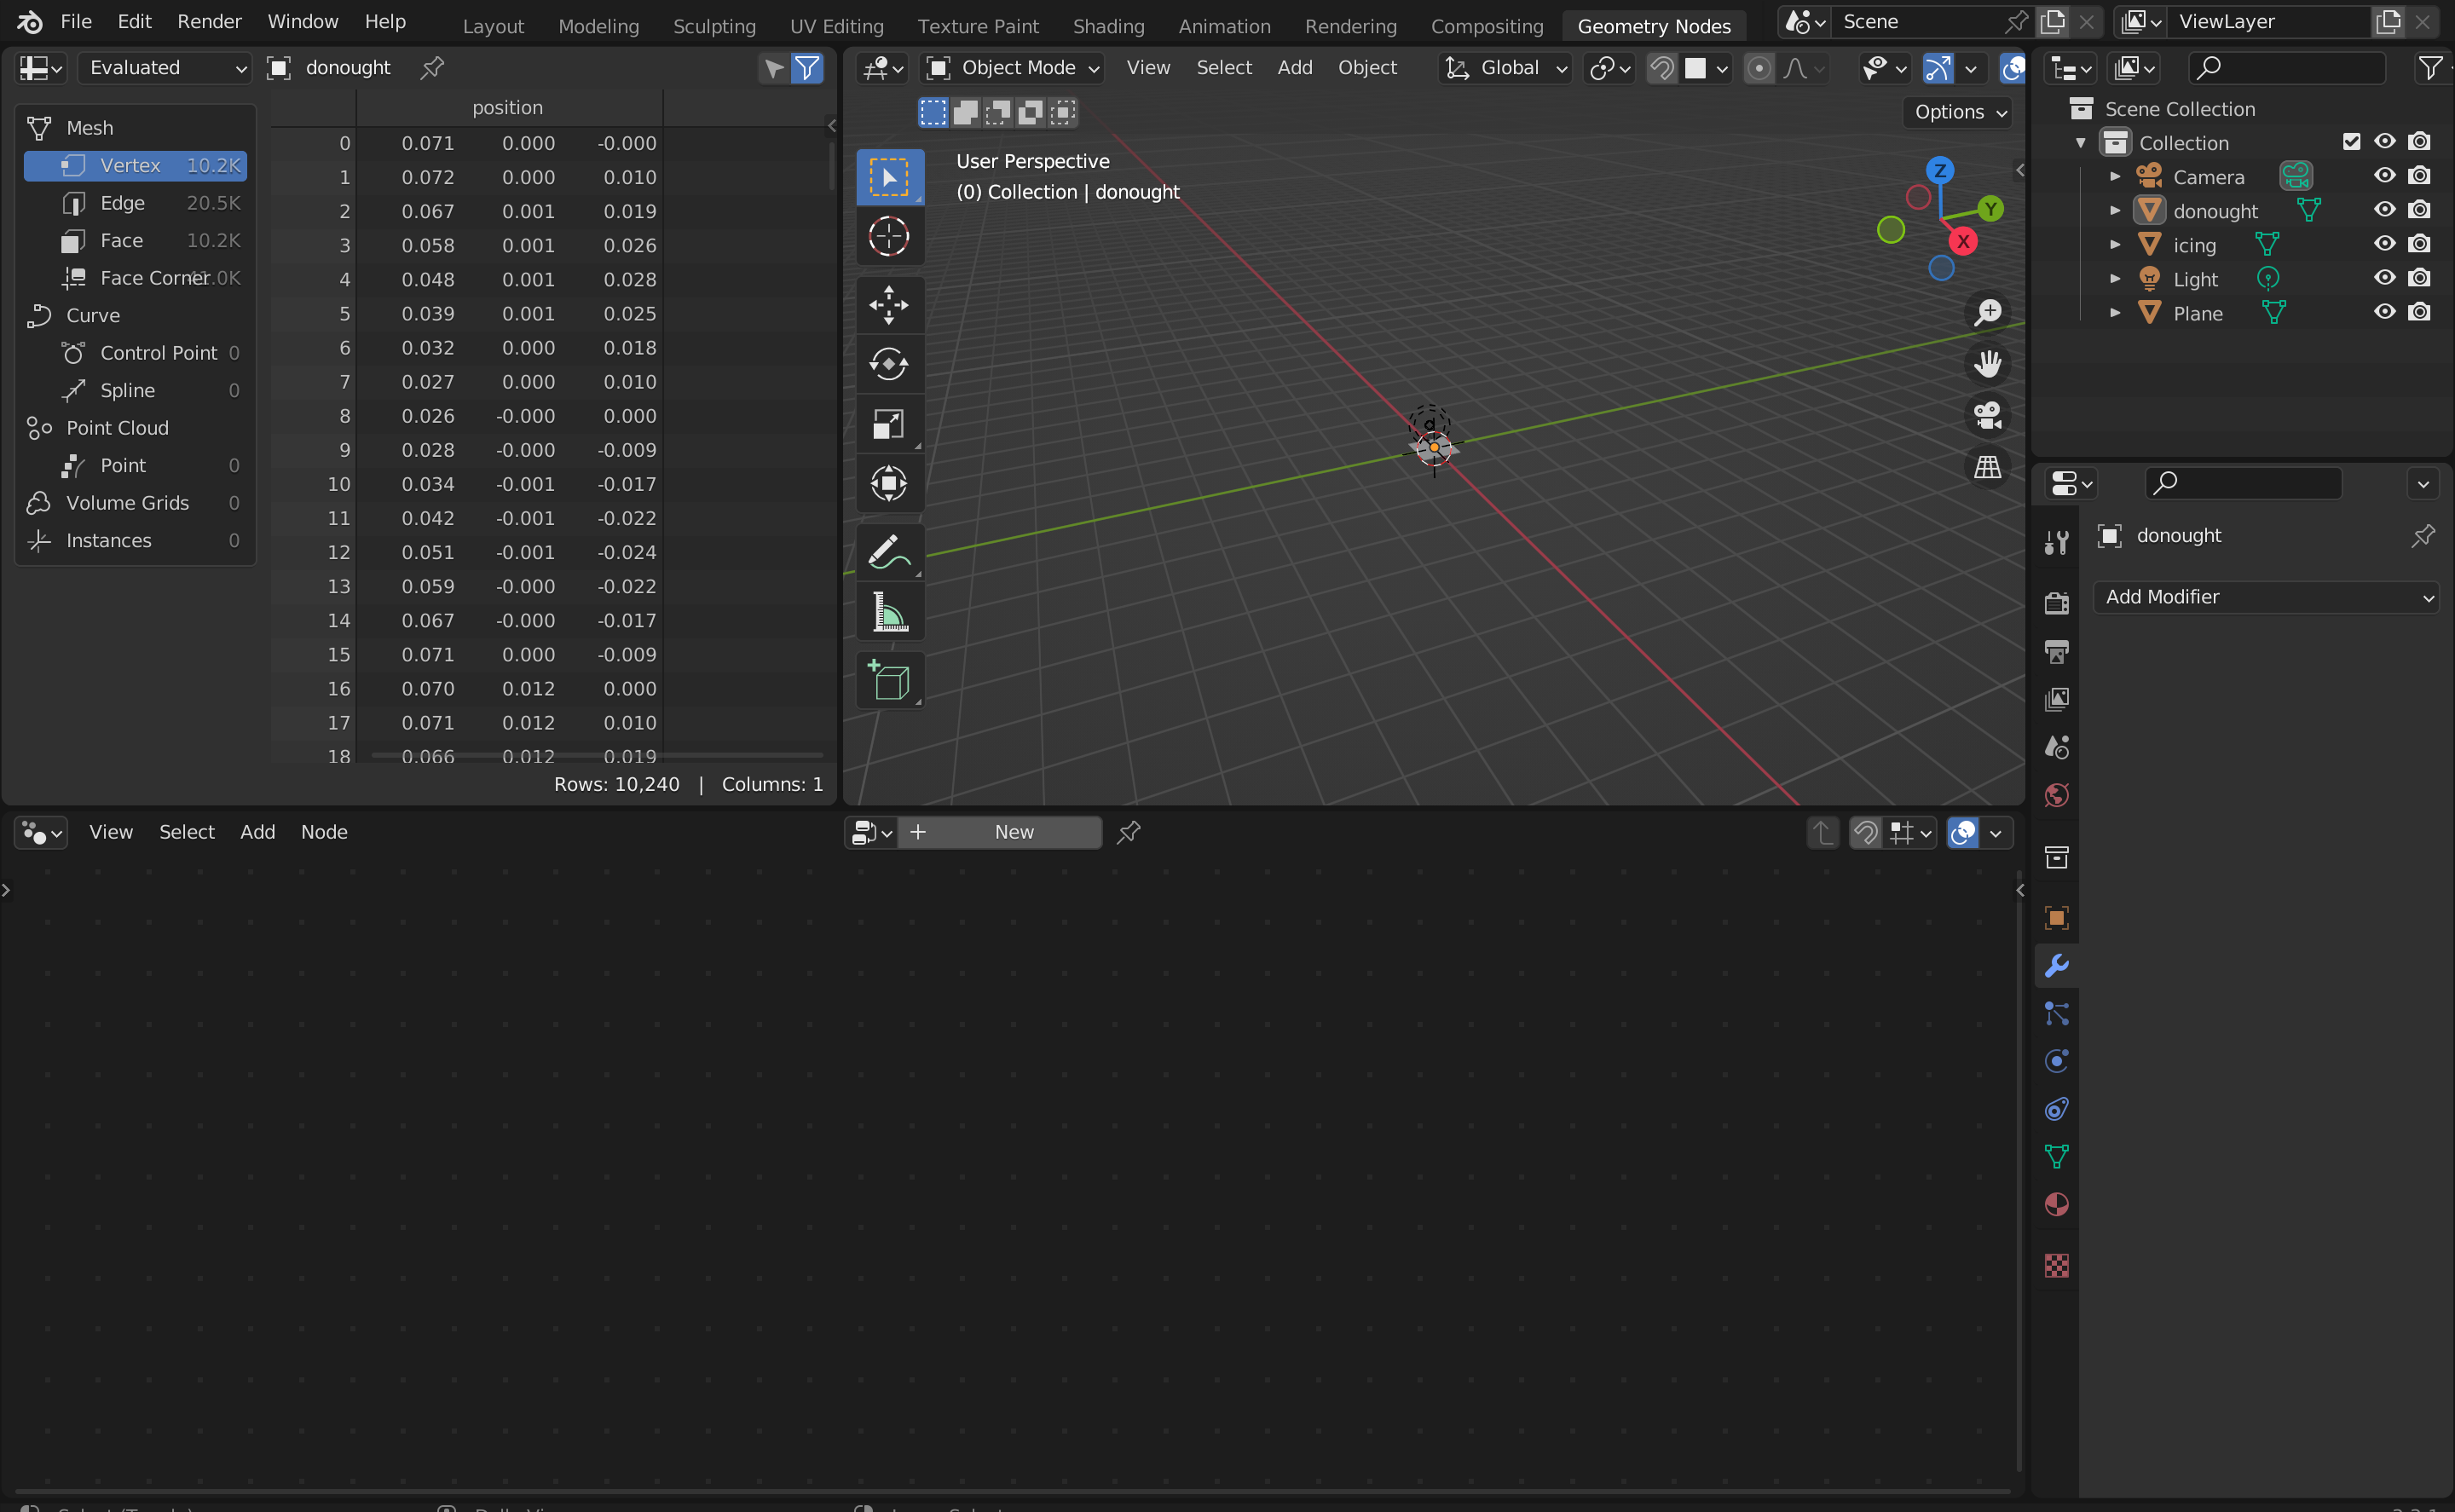 File Edit Render Window Help Layout Modeling Sculpting UV Editing Texture Paint Shading Animation Rendering Compositing Geometry Nodes Scene ViewLayer
Evaluated donought
position
Mesh
Vertex 10.2K
Edge 20.5K
Face 10.2K
Face Corner
Curve
Control Point 0
Spline 0
Point Cloud
Point 0
Volume Grids 0
Instances 0
0 0.071 0.000 -0.000
1 0.072 0.000 0.010
2 0.067 0.001 0.019
3 0.058 0.001 0.026
4 0.048 0.001 0.028
5 0.039 0.001 0.025
6 0.032 0.000 0.018
7 0.027 0.000 0.010
8 0.026 -0.000 0.000
9 0.028 -0.000 -0.009
10 0.034 -0.001 -0.017
11 0.042 -0.001 -0.022
12 0.051 -0.001 -0.024
13 0.059 -0.000 -0.022
14 0.067 -0.000 -0.017
15 0.071 0.000 -0.009
16 0.070 0.012 0.000
17 0.071 0.012 0.010
18 0.066 0.012 0.019
Rows: 10,240 | Columns: 1
Object Mode View Select Add Object Global
Options
User Perspective
(0) Collection | donought
Z
Y
X
Scene Collection
Collection
Camera
donought
icing
Light
Plane
donought
Add Modifier
View Select Add Node
New